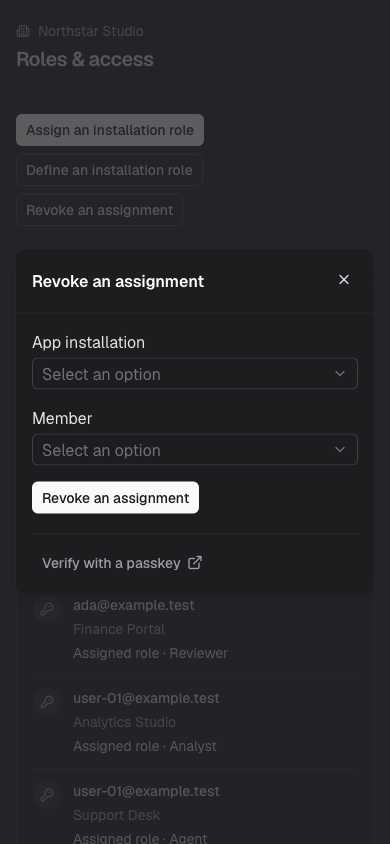 Northstar Studio
Roles & access
Assign an installation role
Define an installation role
Revoke an assignment
Revoke an assignment
App installation
Select an option
Member
Select an option
Revoke an assignment
Verify with a passkey
ada@example.test
Finance Portal
Assigned role · Reviewer
user-01@example.test
Analytics Studio
Assigned role · Analyst
user-01@example.test
Support Desk
Assigned role · Agent